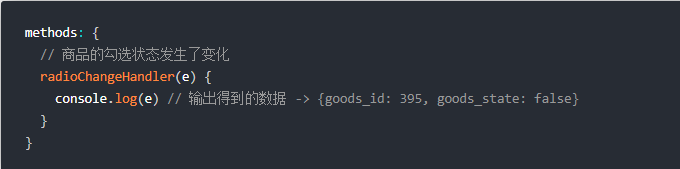 methods: {
// 商品的勾选状态发生了变化
radioChangeHandler(e) {
console.log(e) // 输出得到的数据 -> {goods_id: 395, goods_state: false}
}
}